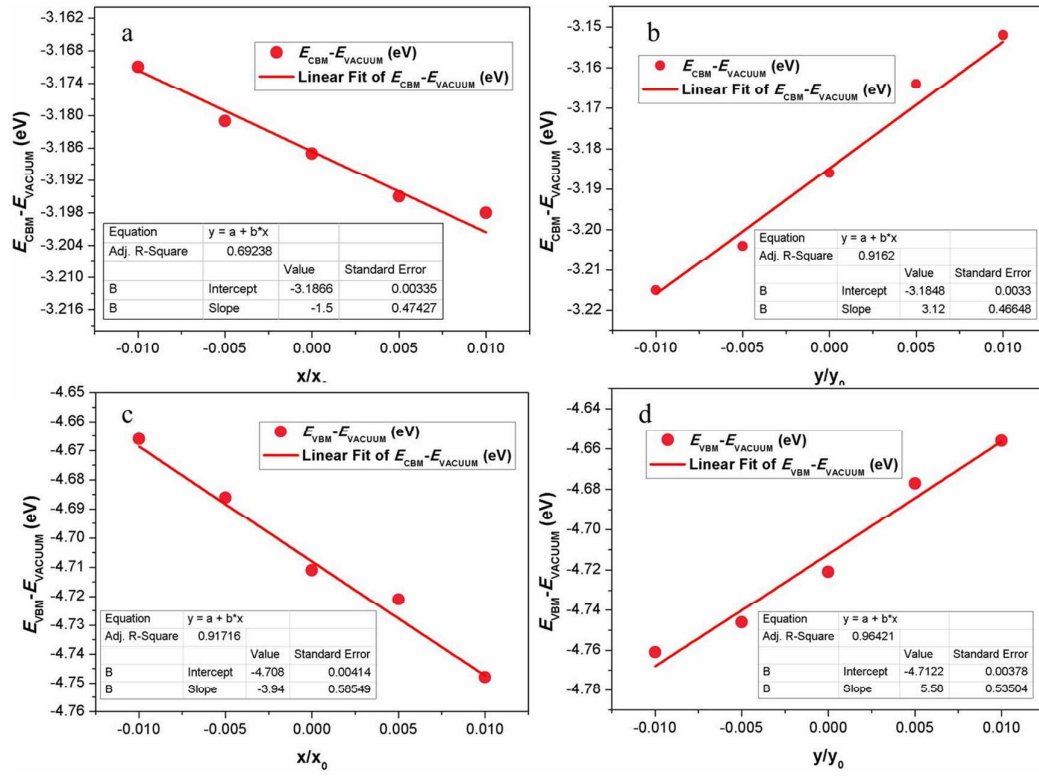 a
E_CBM-E_VACUUM (eV)
Linear Fit of E_CBM-E_VACUUM (eV)
E_CBM-E_VACUUM (eV)
-3.162
-3.168
-3.174
-3.180
-3.186
-3.192
-3.198
-3.204
-3.210
-3.216
Equation y = a + b*x
Adj. R-Square 0.69238
Value Standard Error
B Intercept -3.1866 0.00335
B Slope -1.5 0.47427
-0.010 -0.005 0.000 0.005 0.010
b
E_CBM-E_VACUUM (eV)
Linear Fit of E_CBM-E_VACUUM (eV)
E_CBM-E_VACUUM (eV)
-3.15
-3.16
-3.17
-3.18
-3.19
-3.20
-3.21
-3.22
Equation y = a + b*x
Adj. R-Square 0.9162
Value Standard Error
B Intercept -3.1848 0.0033
B Slope 3.12 0.46648
-0.010 -0.005 0.000 0.005 0.010
y/y_0
c
E_VBM-E_VACUUM (eV)
Linear Fit of E_CBM-E_VACUUM (eV)
E_VBM-E_VACUUM (eV)
-4.65
-4.66
-4.67
-4.68
-4.69
-4.70
-4.71
-4.72
-4.73
-4.74
-4.75
-4.76
Equation y = a + b*x
Adj. R-Square 0.91716
Value Standard Error
B Intercept -4.708 0.00414
B Slope -3.94 0.58549
-0.010 -0.005 0.000 0.005 0.010
x/x_0
d
E_VBM-E_VACUUM (eV)
Linear Fit of E_VBM-E_VACUUM (eV)
E_VBM-E_VACUUM (eV)
-4.64
-4.66
-4.68
-4.70
-4.72
-4.74
-4.76
-4.78
Equation y = a + b*x
Adj. R-Square 0.96421
Value Standard Error
B Intercept -4.7122 0.00378
Slope 0.53504
-0.010 -0.005 0.000 0.005 0.010
y/y_0